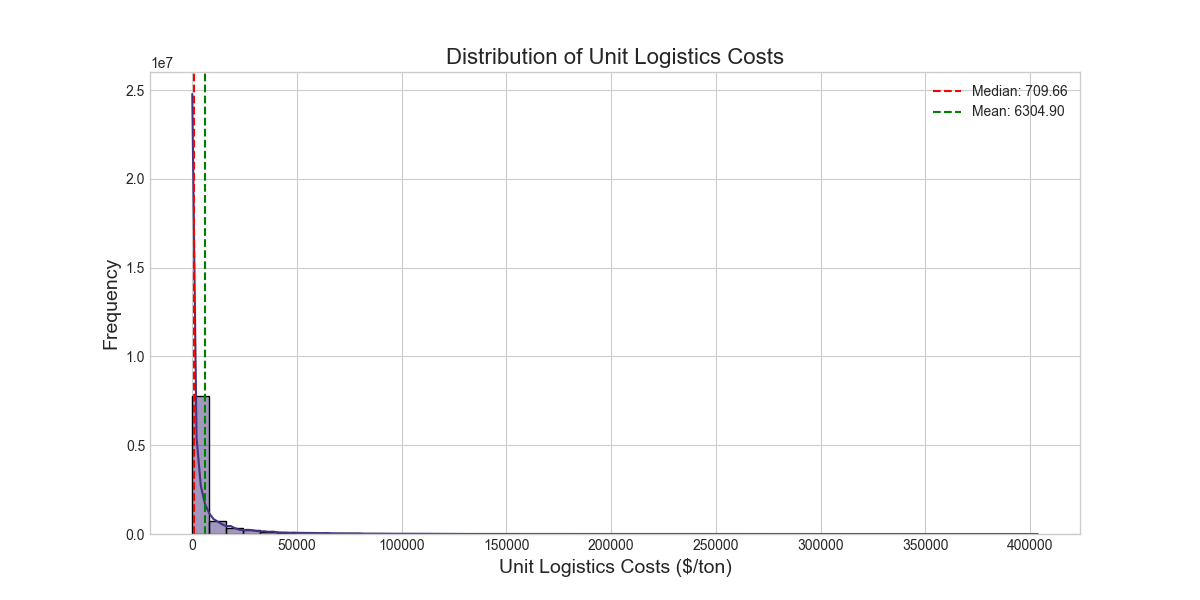 Distribution of Unit Logistics Costs
1e7
Median: 709.66
Mean: 6304.90
Frequency
2.5
2.0
1.5
1.0
0.5
0.0
0
50000
100000
150000
200000
250000
300000
350000
400000
Unit Logistics Costs ($/ton)